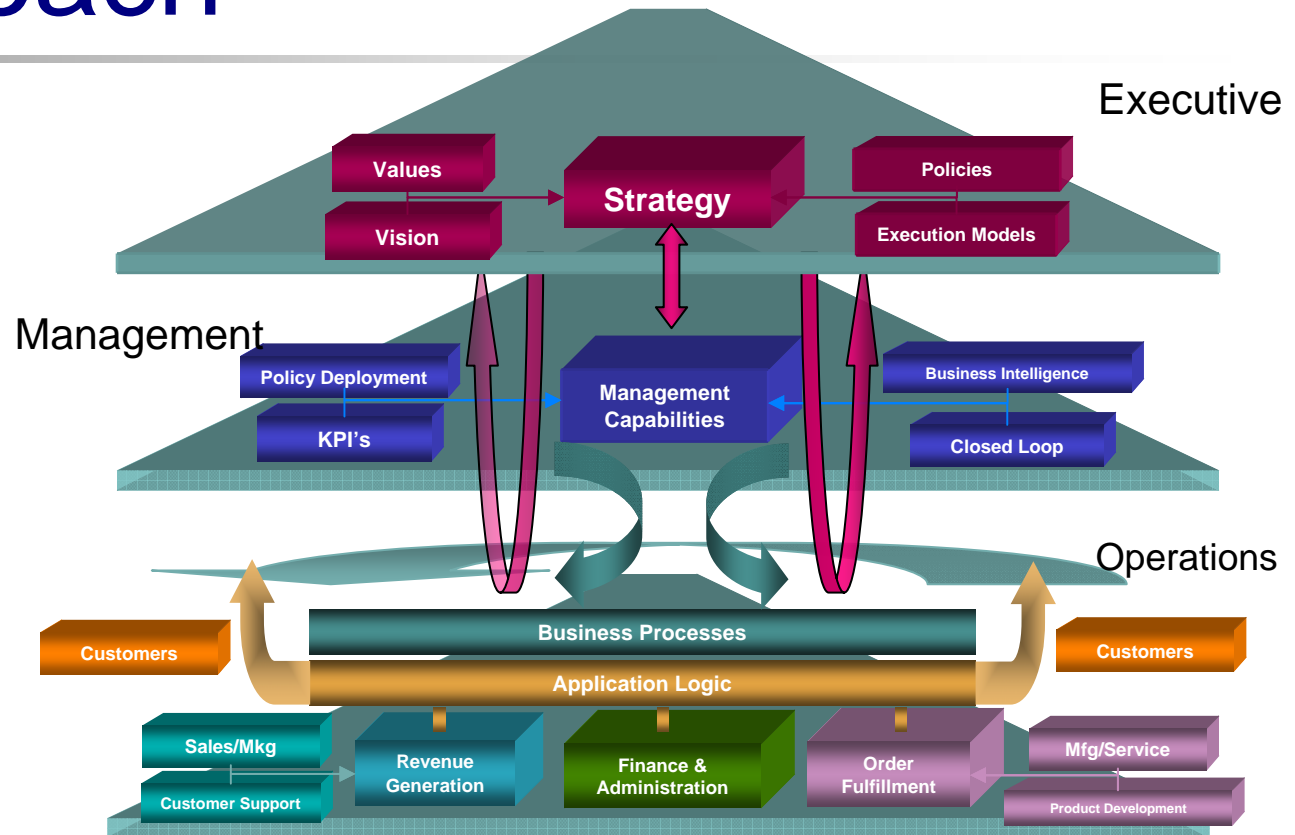 Executive
Values
Policies
Strategy
Vision
Execution Models
Management
Policy Deployment
Business Intelligence
Management
Capabilities
KPI's
Closed Loop
Operations
Business Processes
Customers
Customers
Application Logic
Sales/Mkg
Mfg/Service
Revenue
Generation
Finance &
Administration
Order
Fulfillment
Customer Support
Product Development